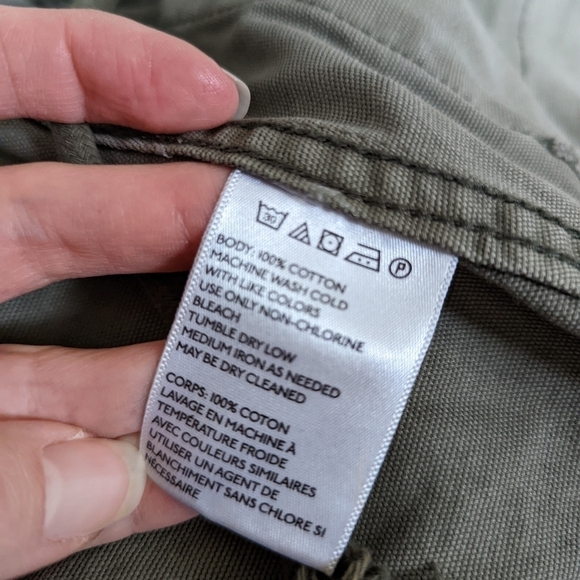 30 P
BODY: 100% COTTON
MACHINE WASH COLD
WITH LIKE COLORS
USE ONLY NON-CHLORINE
BLEACH
TUMBLE DRY LOW
MEDIUM IRON AS NEEDED
MAY BE DRY CLEANED
CORPS: 100% COTON
LAVAGE EN MACHINE À
TEMPÉRATURE FROIDE
AVEC COULEURS SIMILAIRES
UTILISER UN AGENT DE
BLANCHIMENT SANS CHLORE SI
NÉCESSAIRE